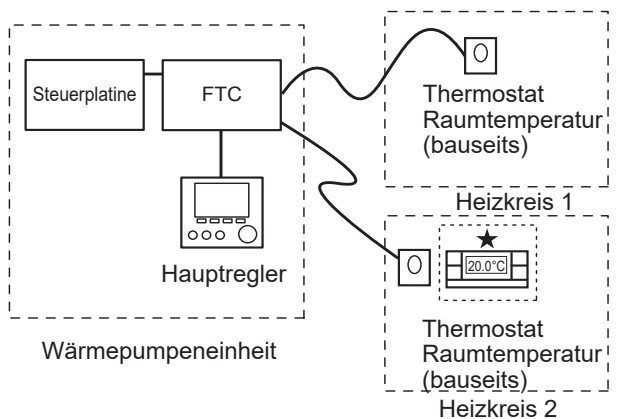 Steuerplatine
FTC
Hauptregler
Wärmepumpeneinheit
Thermostat
Raumtemperatur
(bauseits)
Heizkreis 1
20.0°C
Thermostat
Raumtemperatur
(bauseits)
Heizkreis 2